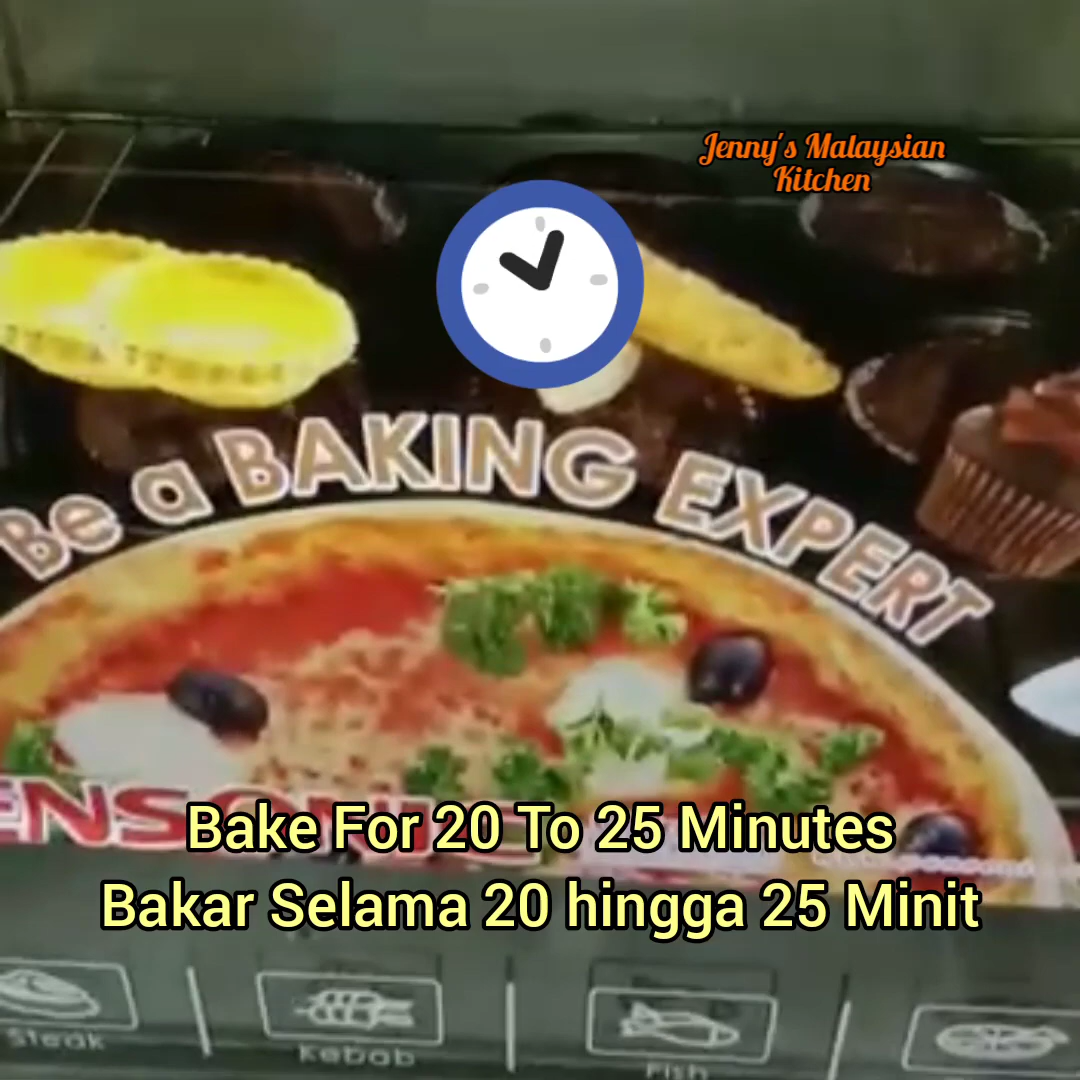 Jenny's Malaysian
Kitchen
Be a BAKING EXPERT
ENSONIC
Bake For 20 To 25 Minutes
Bakar Selama 20 hingga 25 Minit
Steak
Kebab
Fish